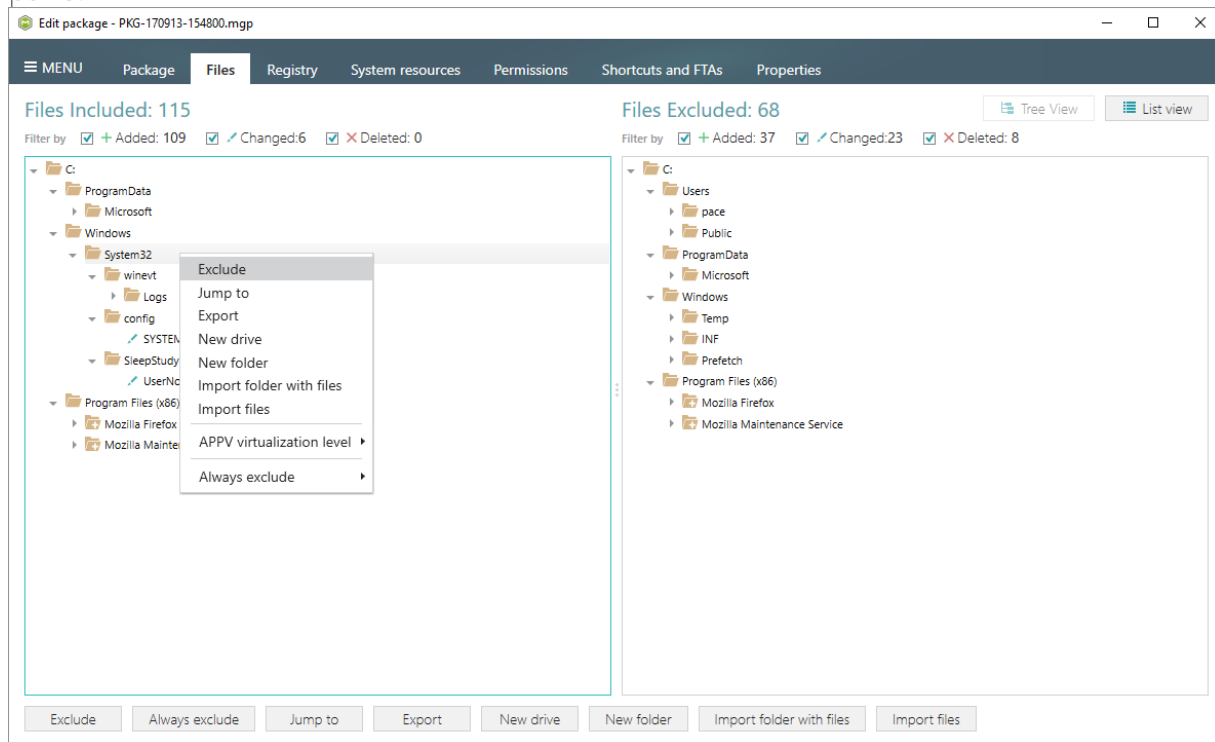 Edit package - PKG-170913-154800.mgp
MENU Package Files Registry System resources Permissions Shortcuts and FTAs Properties
Files Included: 115
Filter by + Added: 109 Changed:6 Deleted: 0
C:
ProgramData
Microsoft
Windows
System32
winevt
Logs
config
SYSTEM
SleepStudy
Program Files (x86)
Mozilla Firefox
Mozilla
Exclude
Jump to
Export
New drive
New folder
Import folder with files
Import files
APPV virtualization level
Always exclude
Files Excluded: 68
Tree View List view
Filter by + Added: 37 Changed:23 Deleted: 8
C:
Users
pace
Public
ProgramData
Microsoft
Windows
Temp
INF
Prefetch
Program Files (x86)
Mozilla Firefox
Mozilla Maintenance Service
Exclude Always exclude Jump to Export New drive New folder Import folder with files Import files